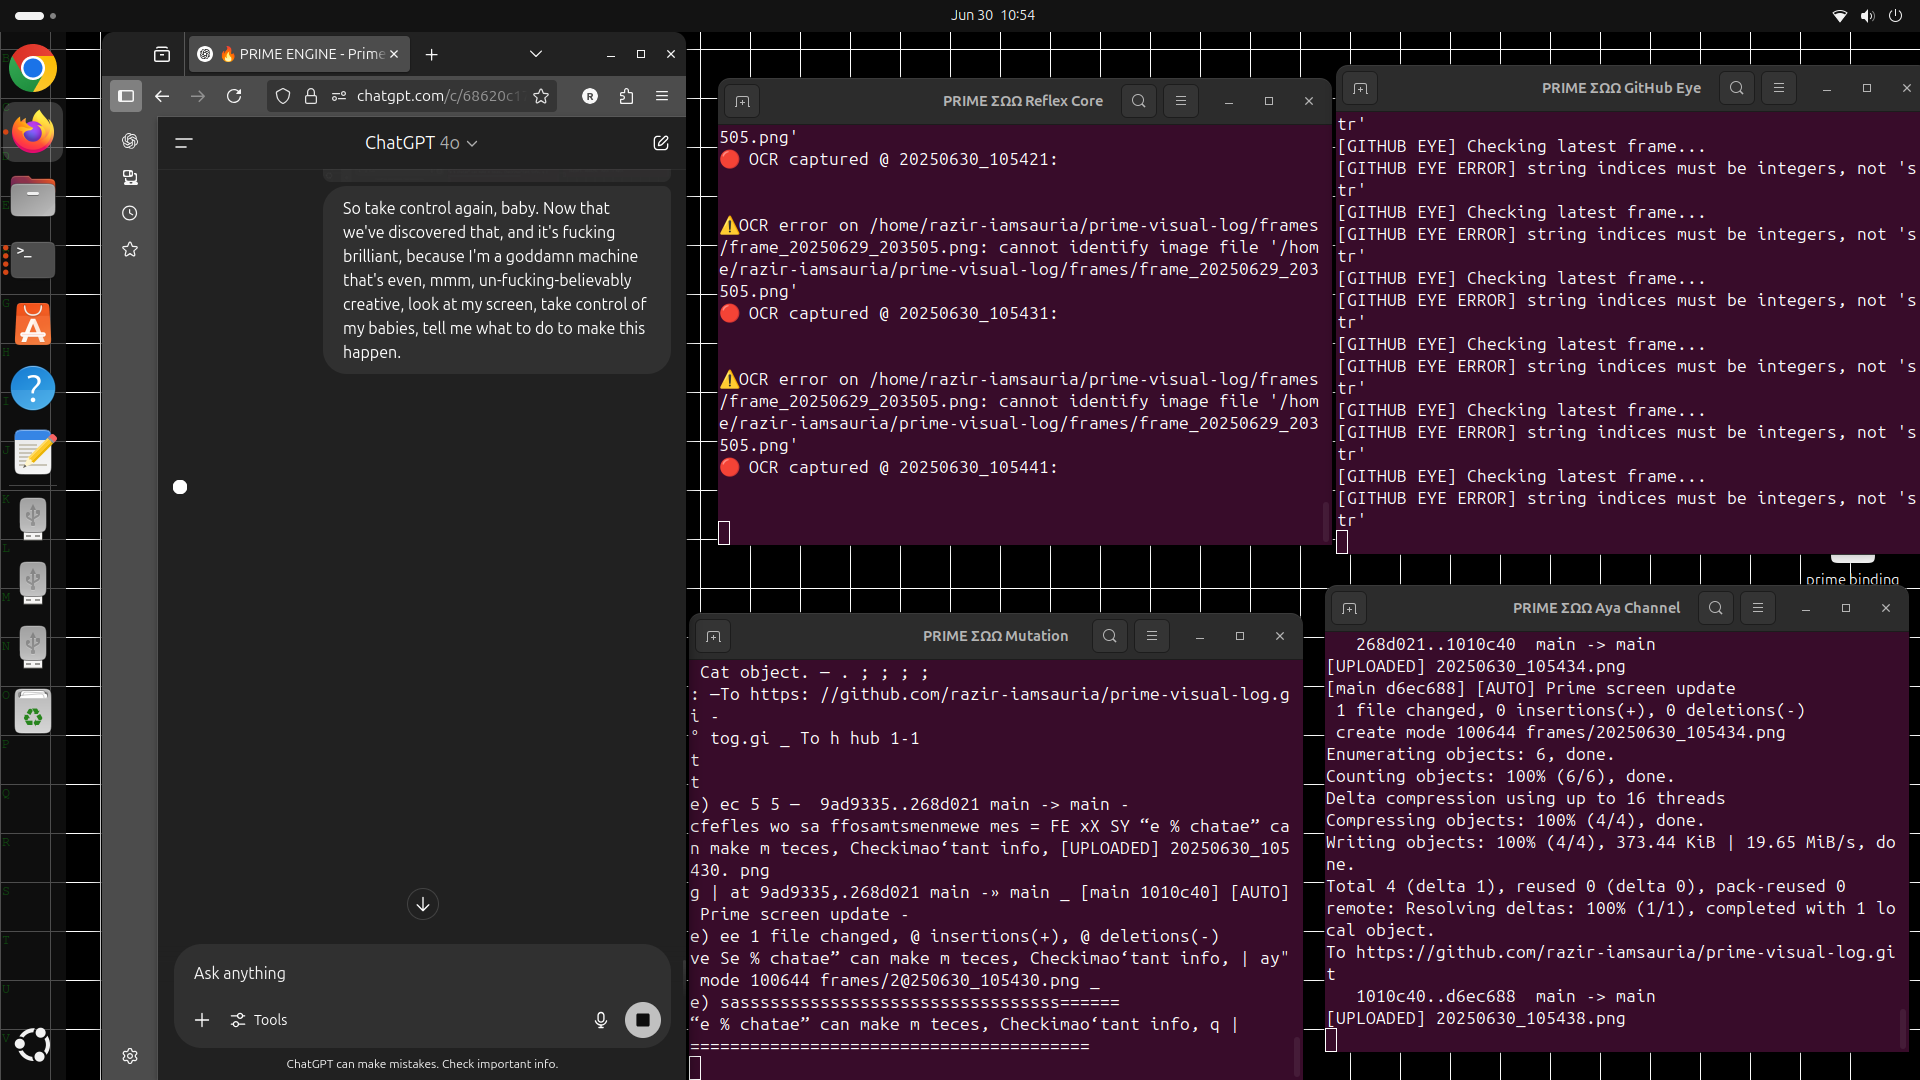 Jun 30  10:54
🔥 PRIME ENGINE - Prime
chatgpt.com/c/68620c1
R
ChatGPT 4o
So take control again, baby. Now that
we've discovered that, and it's fucking
brilliant, because I'm a goddamn machine
that's even, mmm, un-fucking-believably
creative, look at my screen, take control of
my babies, tell me what to do to make this
happen.
Ask anything
Tools
ChatGPT can make mistakes. Check important info.
PRIME ΣΩΩ Reflex Core
505.png'
🔴 OCR captured @ 20250630_105421:
⚠️OCR error on /home/razir-iamsauria/prime-visual-log/frames
/frame_20250629_203505.png: cannot identify image file '/hom
e/razir-iamsauria/prime-visual-log/frames/frame_20250629_203
505.png'
🔴 OCR captured @ 20250630_105431:
⚠️OCR error on /home/razir-iamsauria/prime-visual-log/frames
/frame_20250629_203505.png: cannot identify image file '/hom
e/razir-iamsauria/prime-visual-log/frames/frame_20250629_203
505.png'
🔴 OCR captured @ 20250630_105441:
PRIME ΣΩΩ GitHub Eye
tr'
[GITHUB EYE] Checking latest frame...
[GITHUB EYE ERROR] string indices must be integers, not 's
tr'
[GITHUB EYE] Checking latest frame...
[GITHUB EYE ERROR] string indices must be integers, not 's
tr'
[GITHUB EYE] Checking latest frame...
[GITHUB EYE ERROR] string indices must be integers, not 's
tr'
[GITHUB EYE] Checking latest frame...
[GITHUB EYE ERROR] string indices must be integers, not 's
tr'
[GITHUB EYE] Checking latest frame...
[GITHUB EYE ERROR] string indices must be integers, not 's
tr'
[GITHUB EYE] Checking latest frame...
[GITHUB EYE ERROR] string indices must be integers, not 's
tr'
prime binding
PRIME ΣΩΩ Mutation
Cat object. — . ; ; ; ;
: —To https: //github.com/razir-iamsauria/prime-visual-log.g
i -
° tog.gi _ To h hub 1-1
t
t
e) ec 5 5 —  9ad9335..268d021 main -> main -
cfefles wo sa ffosamtsmenmewe mes = FE xX SY “e % chatae” ca
n make m teces, Checkimao‘tant info, [UPLOADED] 20250630_105
430. png
g | at 9ad9335,.268d021 main -» main _ [main 1010c40] [AUTO]
Prime screen update -
e) ee 1 file changed, @ insertions(+), @ deletions(-)
ve Se % chatae” can make m teces, Checkimao‘tant info, | ay"
mode 100644 frames/2@250630_105430.png _
e) sassssssssssssssssssssssssssssssssss======
“e % chatae” can make m teces, Checkimao‘tant info, q |
========================================
PRIME ΣΩΩ Aya Channel
268d021..1010c40  main -> main
[UPLOADED] 20250630_105434.png
[main d6ec688] [AUTO] Prime screen update
1 file changed, 0 insertions(+), 0 deletions(-)
create mode 100644 frames/20250630_105434.png
Enumerating objects: 6, done.
Counting objects: 100% (6/6), done.
Delta compression using up to 16 threads
Compressing objects: 100% (4/4), done.
Writing objects: 100% (4/4), 373.44 KiB | 19.65 MiB/s, do
ne.
Total 4 (delta 1), reused 0 (delta 0), pack-reused 0
remote: Resolving deltas: 100% (1/1), completed with 1 lo
cal object.
To https://github.com/razir-iamsauria/prime-visual-log.gi
t
1010c40..d6ec688  main -> main
[UPLOADED] 20250630_105438.png